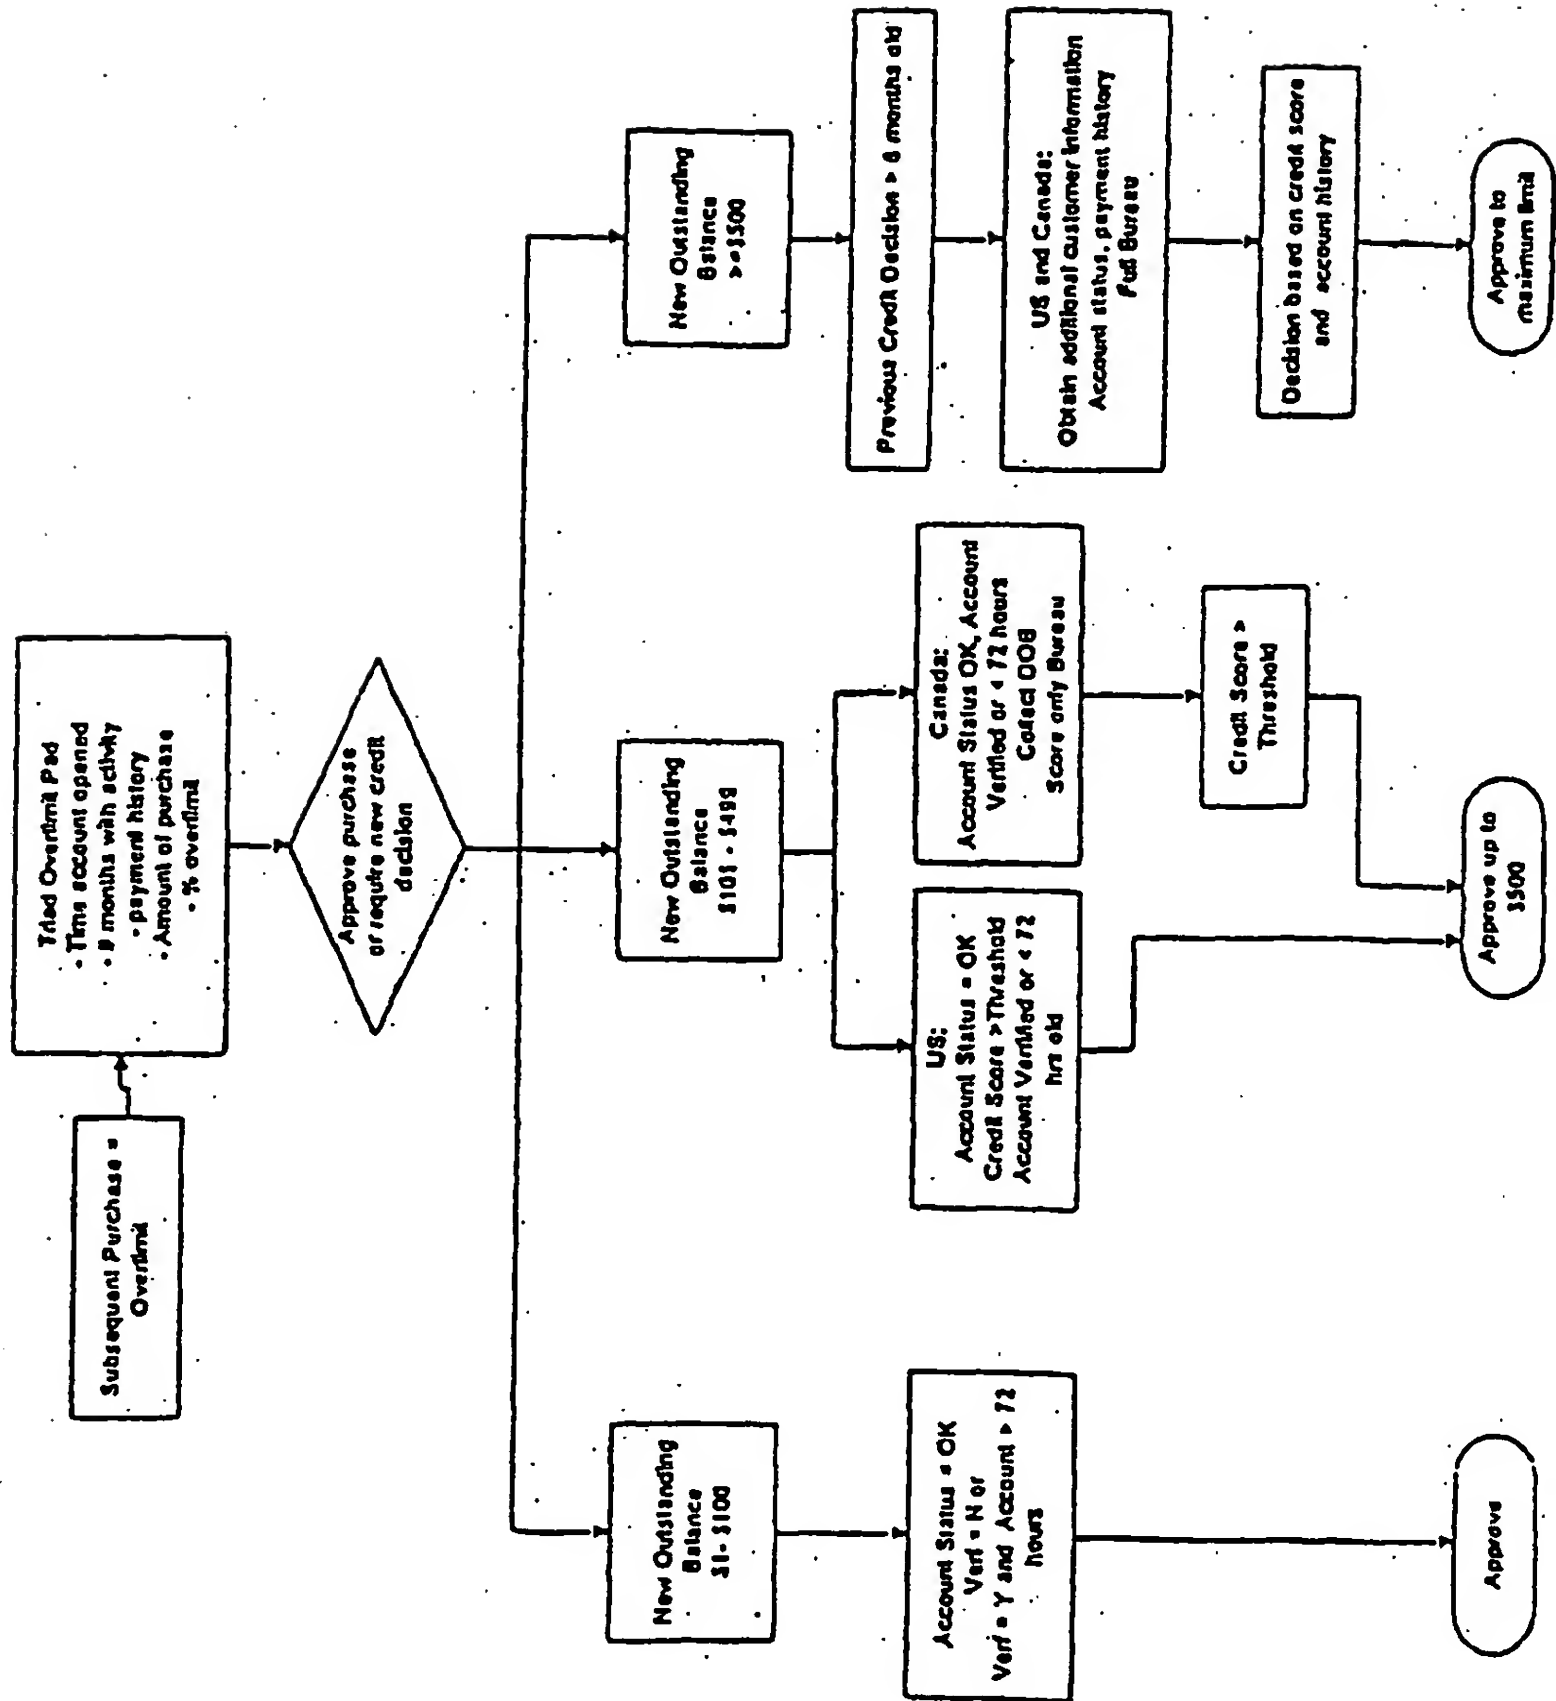 Subsequent Purchase =
Overlimit
Triad Overlimit Pad
- Time account opened
- # months with activity
- payment history
- Amount of purchase
- % overlimit
Approve purchase
or require new credit
decision
New Outstanding
Balance
$1- $100
Account Status = OK
Veri = N or
Veri = Y and Account > 72
hours
Approve
New Outstanding
Balance
$101 - $499
US:
Account Status = OK
Credit Score > Threshold
Account Verified or < 72
hrs old
Canada:
Account Status OK, Account
Verified or < 72 hours
Collect DOB
Score only Bureau
Credit Score >
Threshold
Approve up to
$500
New Outstanding
Balance
>=$500
Previous Credit Decision > 6 months old
US and Canada:
Obtain additional customer information
Account status, payment history
Full Bureau
Decision based on credit score
and account history
Approve to
maximum limit